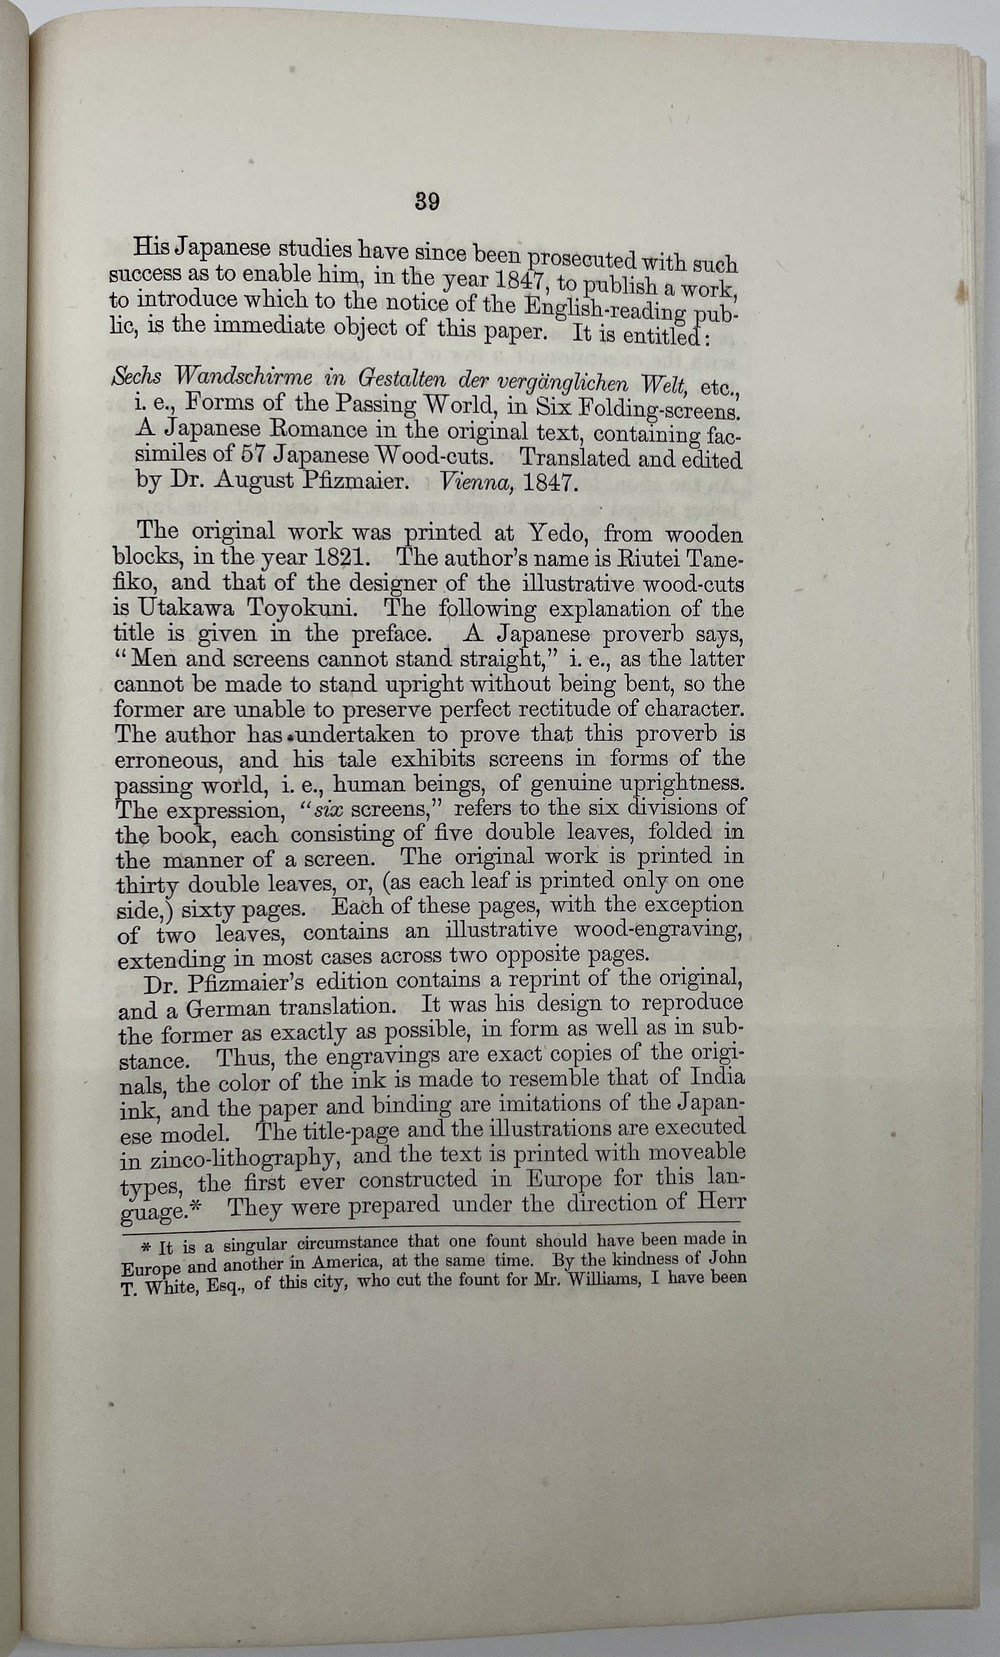 39
His Japanese studies have since been prosecuted with such
success as to enable him, in the year 1847, to publish a work,
to introduce which to the notice of the English-reading pub-
lic, is the immediate object of this paper. It is entitled:
Sechs Wandschirme in Gestalten der vergänglichen Welt, etc.,
i. e., Forms of the Passing World, in Six Folding-screens.
A Japanese Romance in the original text, containing fac-
similes of 57 Japanese Wood-cuts. Translated and edited
by Dr. August Pfizmaier. Vienna, 1847.
The original work was printed at Yedo, from wooden
blocks, in the year 1821. The author's name is Riutei Tane-
fiko, and that of the designer of the illustrative wood-cuts
is Utakawa Toyokuni. The following explanation of the
title is given in the preface. A Japanese proverb says,
"Men and screens cannot stand straight," i. e., as the latter
cannot be made to stand upright without being bent, so the
former are unable to preserve perfect rectitude of character.
The author has undertaken to prove that this proverb is
erroneous, and his tale exhibits screens in forms of the
passing world, i. e., human beings, of genuine uprightness.
The expression, "six screens," refers to the six divisions of
the book, each consisting of five double leaves, folded in
the manner of a screen. The original work is printed in
thirty double leaves, or, (as each leaf is printed only on one
side,) sixty pages. Each of these pages, with the exception
of two leaves, contains an illustrative wood-engraving,
extending in most cases across two opposite pages.
Dr. Pfizmaier's edition contains a reprint of the original,
and a German translation. It was his design to reproduce
the former as exactly as possible, in form as well as in sub-
stance. Thus, the engravings are exact copies of the origi-
nals, the color of the ink is made to resemble that of India
ink, and the paper and binding are imitations of the Japan-
ese model. The title-page and the illustrations are executed
in zinco-lithography, and the text is printed with moveable
types, the first ever constructed in Europe for this lan-
guage.* They were prepared under the direction of Herr
* It is a singular circumstance that one fount should have been made in
Europe and another in America, at the same time. By the kindness of John
T. White, Esq., of this city, who cut the fount for Mr. Williams, I have been